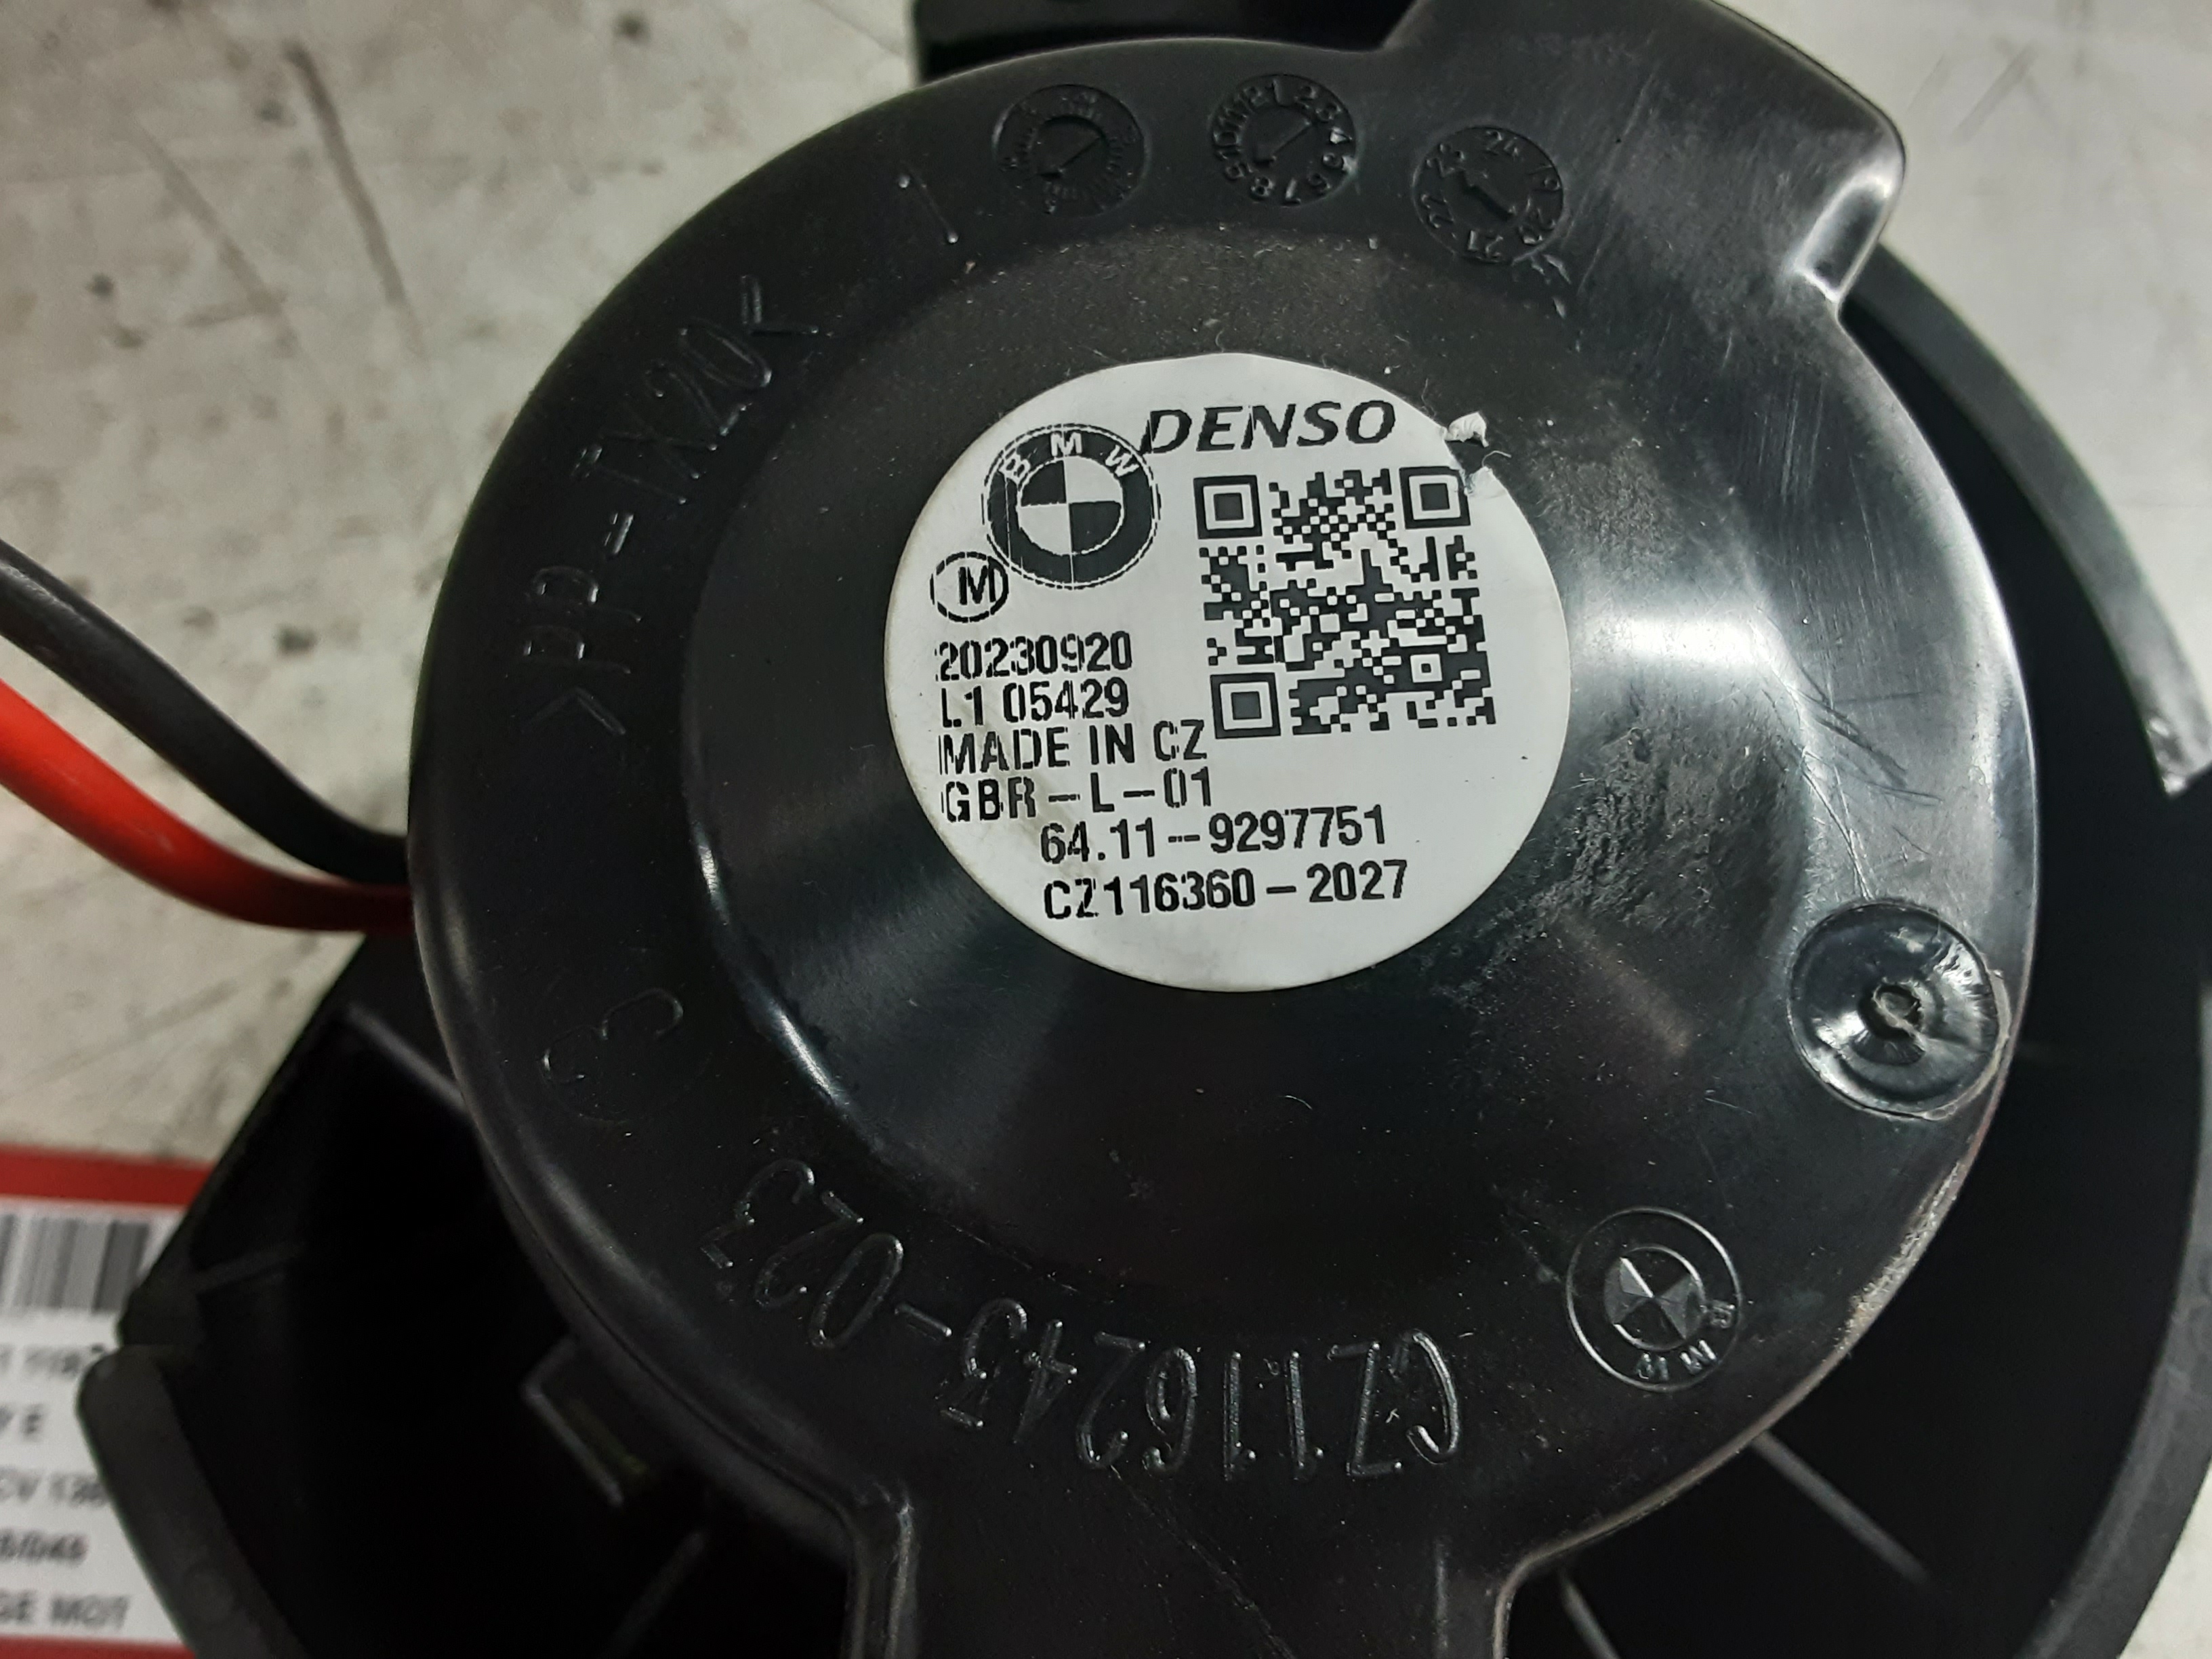 DENSO
BMW
M
20230920
L1 05429
MADE IN CZ
GBR-L-01
64.11-9297751
CZ116360-2027
>PP-TX20<
CZ116243-023
BMW